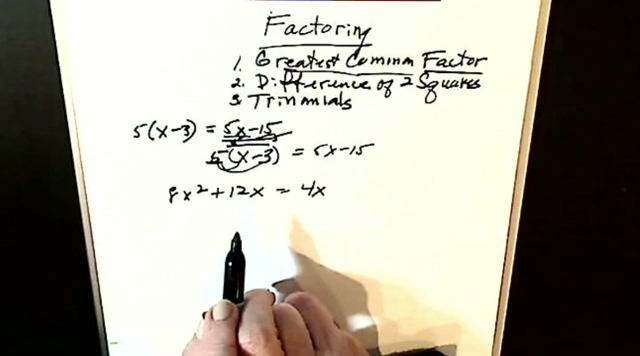 Factoring
1. Greatest Common Factor
2. Difference of 2 Squares
3. Trinomials
5(x-3) = 5x-15
5(x-3) = 5x-15
8x² + 12x = 4x